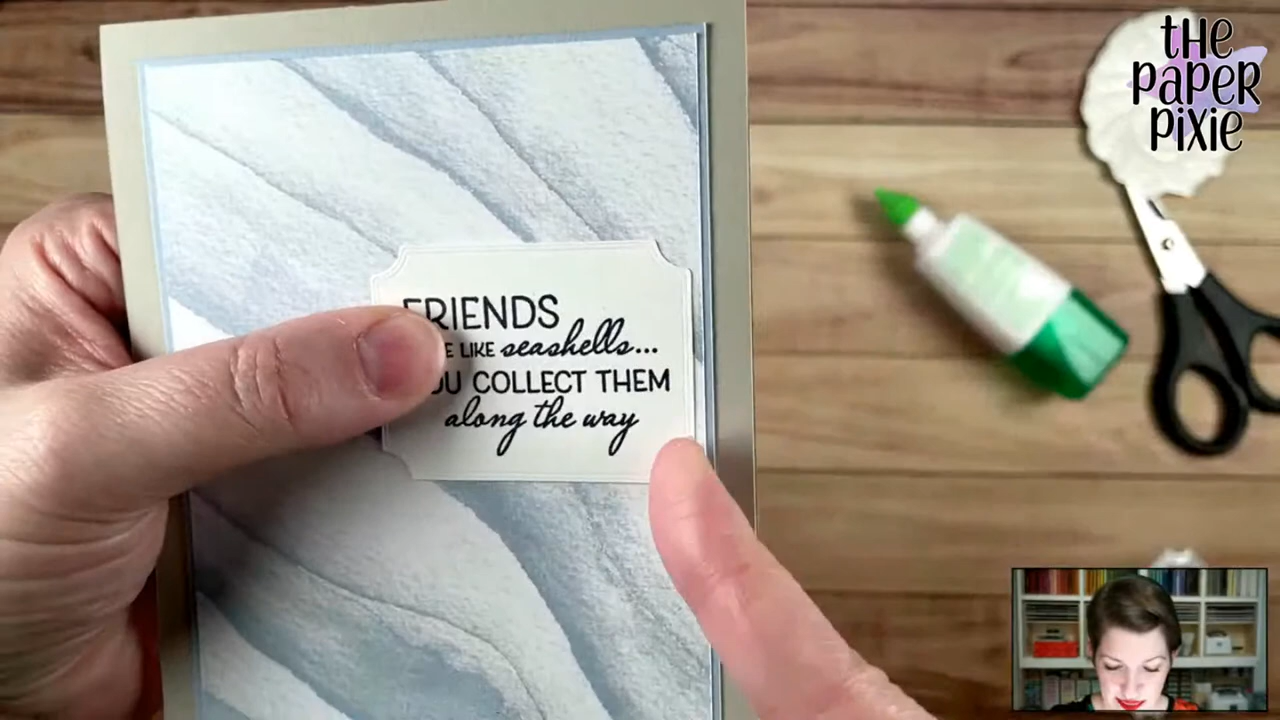 THE
PAPER
PIXIE
FRIENDS
LIKE seashells...
COLLECT THEM
along the way